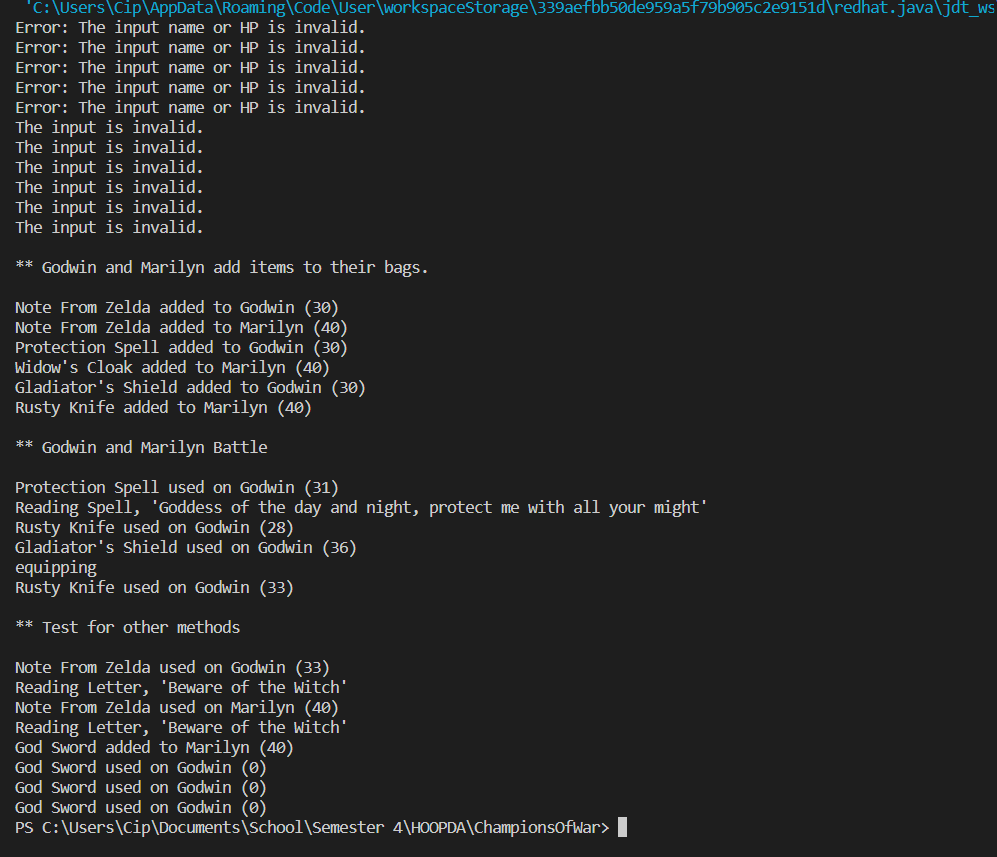 'C:\Users\Cip\AppData\Roaming\Code\User\workspaceStorage\339aefbb50de959a5f79b905c2e9151d\redhat.java\jdt_ws
Error: The input name or HP is invalid.
Error: The input name or HP is invalid.
Error: The input name or HP is invalid.
Error: The input name or HP is invalid.
Error: The input name or HP is invalid.
The input is invalid.
The input is invalid.
The input is invalid.
The input is invalid.
The input is invalid.
The input is invalid.
** Godwin and Marilyn add items to their bags.
Note From Zelda added to Godwin (30)
Note From Zelda added to Marilyn (40)
Protection Spell added to Godwin (30)
Widow's Cloak added to Marilyn (40)
Gladiator's Shield added to Godwin (30)
Rusty Knife added to Marilyn (40)
** Godwin and Marilyn Battle
Protection Spell used on Godwin (31)
Reading Spell, 'Goddess of the day and night, protect me with all your might'
Rusty Knife used on Godwin (28)
Gladiator's Shield used on Godwin (36)
equipping
Rusty Knife used on Godwin (33)
** Test for other methods
Note From Zelda used on Godwin (33)
Reading Letter, 'Beware of the Witch'
Note From Zelda used on Marilyn (40)
Reading Letter, 'Beware of the Witch'
God Sword added to Marilyn (40)
God Sword used on Godwin (0)
God Sword used on Godwin (0)
God Sword used on Godwin (0)
PS C:\Users\Cip\Documents\School\Semester 4\HOOPDA\ChampionsOfWar>